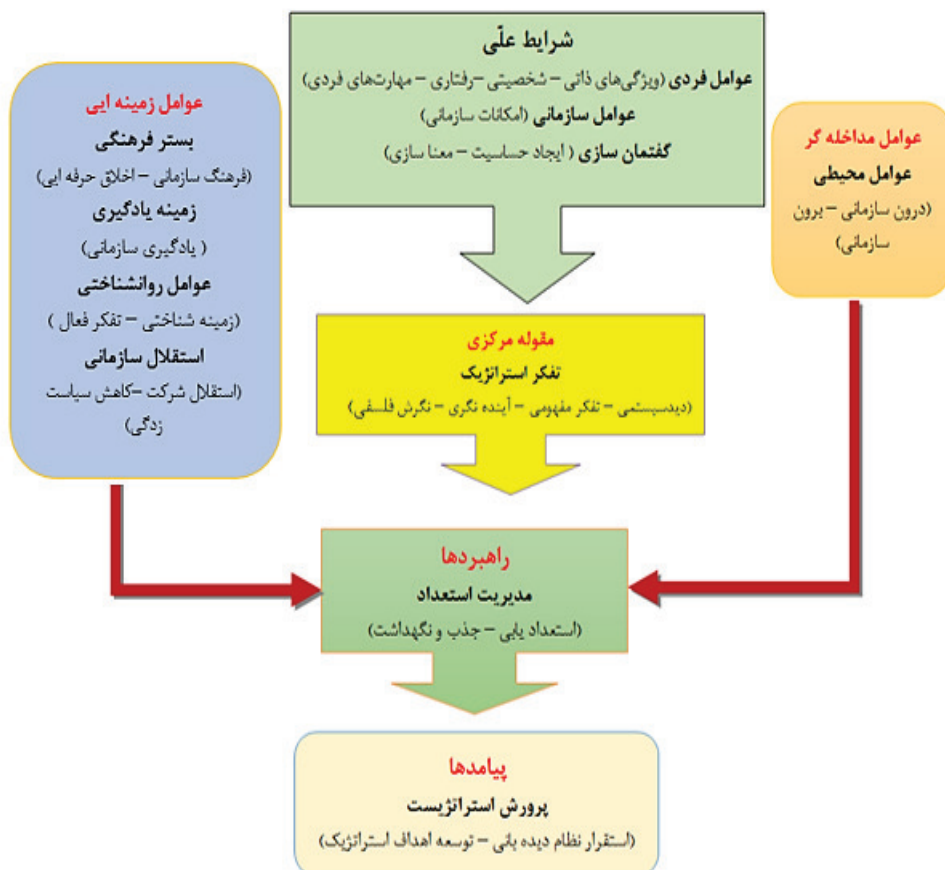 شرایط علّی
عوامل فردی (ویژگی‌های ذاتی – شخصیتی –رفتاری – مهارت‌های فردی)
عوامل سازمانی (امکانات سازمانی)
گفتمان سازی ( ایجاد حساسیت – معنا سازی)
عوامل مداخله گر
عوامل محیطی
(درون سازمانی – برون
سازمانی)
عوامل زمینه ایی
بستر فرهنگی
(فرهنگ سازمانی – اخلاق حرفه ایی)
زمینه یادگیری
( یادگیری سازمانی)
عوامل روانشناختی
(زمینه شناختی – تفکر فعال )
استقلال سازمانی
(استقلال شرکت –کاهش سیاست
زدگی)
مقوله مرکزی
تفکر استراتژیک
(دیدسیستمی – تفکر مفهومی – آینده نگری – نگرش فلسفی)
راهبردها
مدیریت استعداد
(استعداد یابی – جذب و نگهداشت)
پیامدها
پرورش استراتژیست
(استقرار نظام دیده بانی – توسعه اهداف استراتژیک)